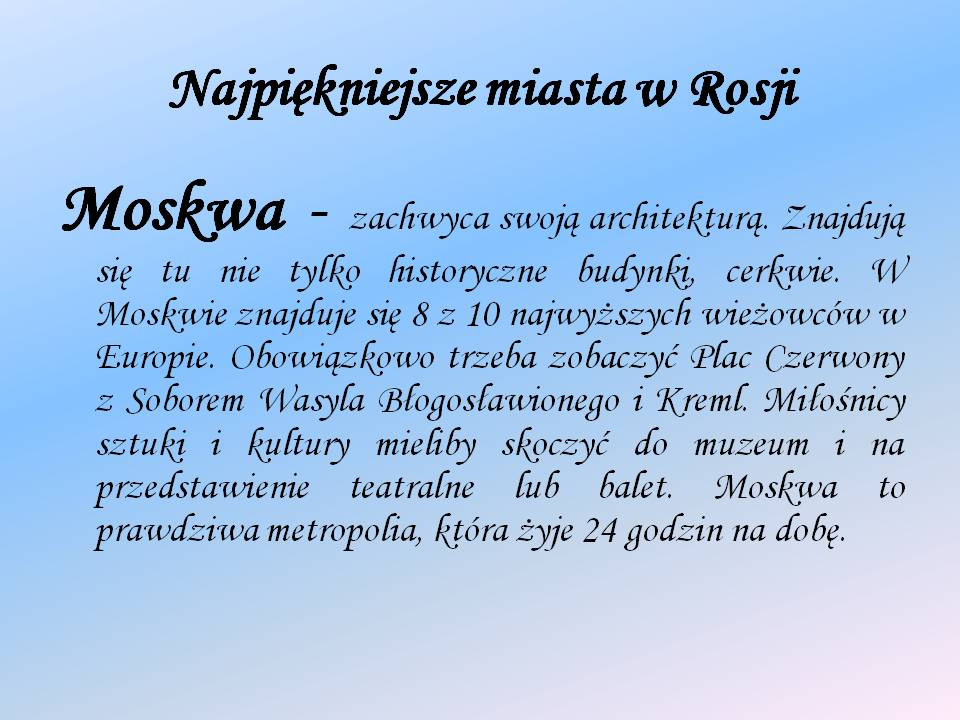 Najpiękniejsze miasta w Rosji
Moskwa - zachwyca swoją architekturą. Znajdują
się tu nie tylko historyczne budynki, cerkwie. W
Moskwie znajduje się 8 z 10 najwyższych wieżowców w
Europie. Obowiązkowo trzeba zobaczyć Plac Czerwony
z Soborem Wasyla Błogosławionego i Kreml. Miłośnicy
sztuki i kultury mieliby skoczyć do muzeum i na
przedstawienie teatralne lub balet. Moskwa to
prawdziwa metropolia, która żyje 24 godzin na dobę.